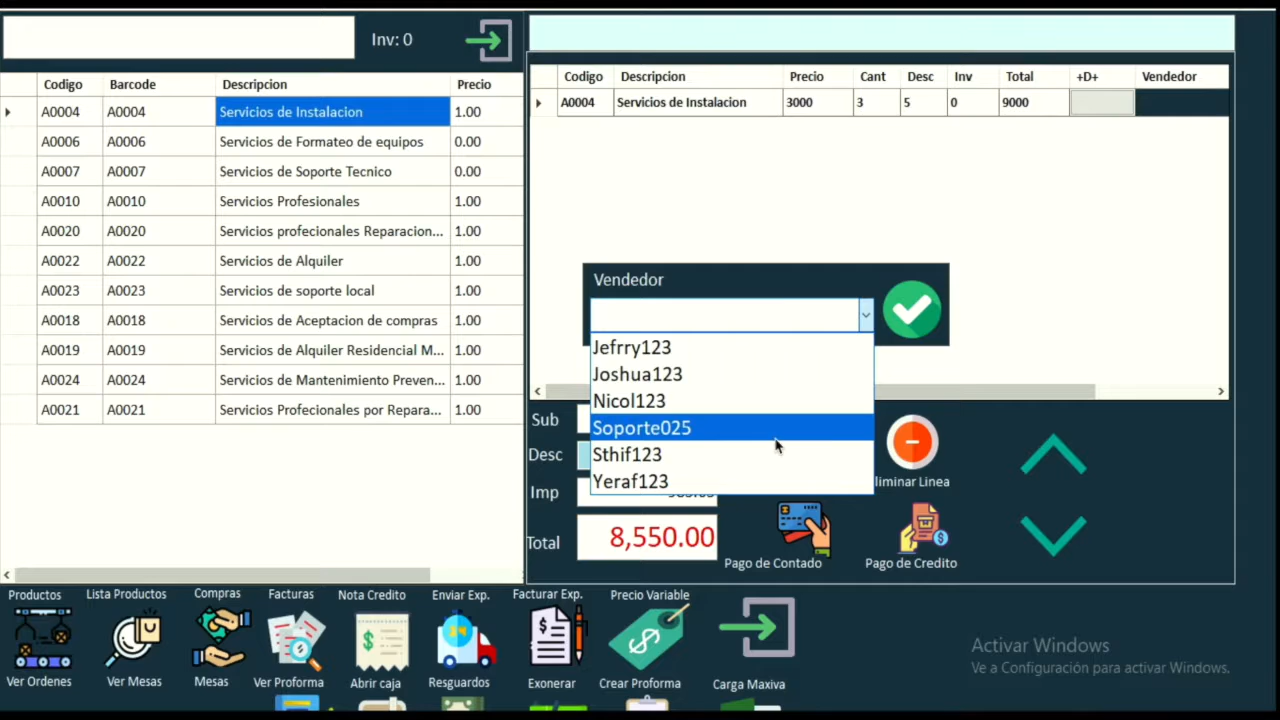 Inv: 0
Codigo Barcode Descripcion Precio
A0004 A0004 Servicios de Instalacion 1.00
A0006 A0006 Servicios de Formateo de equipos 0.00
A0007 A0007 Servicios de Soporte Tecnico 0.00
A0010 A0010 Servicios Profesionales 1.00
A0020 A0020 Servicios profecionales Reparacion... 1.00
A0022 A0022 Servicios de Alquiler 1.00
A0023 A0023 Servicios de soporte local 1.00
A0018 A0018 Servicios de Aceptacion de compras 1.00
A0019 A0019 Servicios de Alquiler Residencial M... 1.00
A0024 A0024 Servicios de Mantenimiento Preven... 1.00
A0021 A0021 Servicios Profecionales por Repara... 1.00
Codigo Descripcion Precio Cant Desc Inv Total +D+ Vendedor
A0004 Servicios de Instalacion 3000 3 5 0 9000
Vendedor
Jefrry123
Joshua123
Nicol123
Soporte025
Sthif123
Yeraf123
Sub
Desc
Imp
Total 8,550.00
liminar Linea
Pago de Contado Pago de Credito
Productos Lista Productos Compras Facturas Nota Credito Enviar Exp. Facturar Exp. Precio Variable
Ver Ordenes Ver Mesas Mesas Ver Proforma Abrir caja Resguardos Exonerar Crear Proforma Carga Maxiva
Activar Windows
Ve a Configuración para activar Windows.